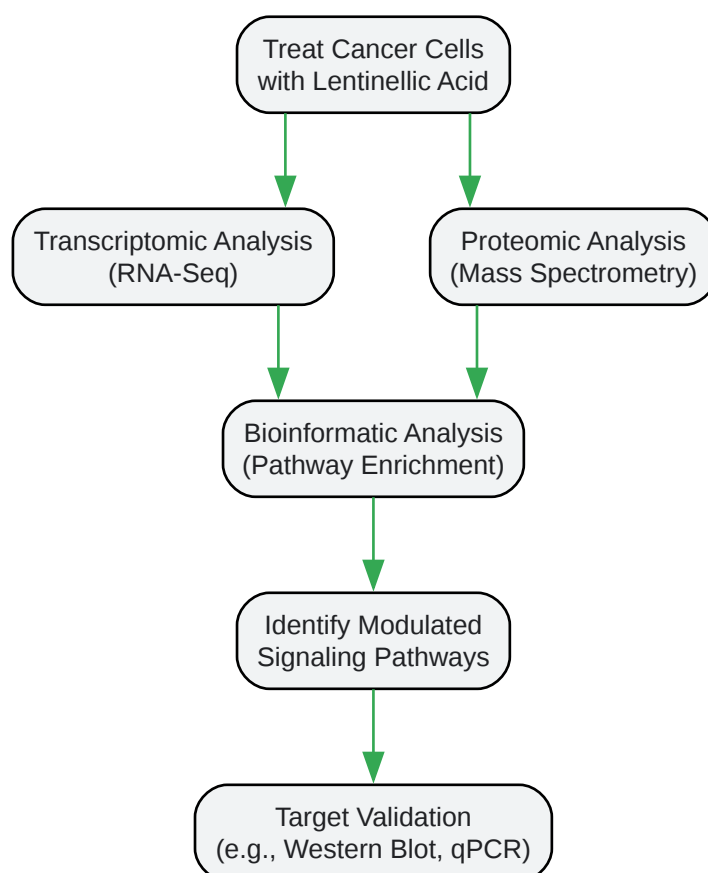 Treat Cancer Cells
with Lentinellic Acid
Transcriptomic Analysis
(RNA-Seq)
Proteomic Analysis
(Mass Spectrometry)
Bioinformatic Analysis
(Pathway Enrichment)
Identify Modulated
Signaling Pathways
Target Validation
(e.g., Western Blot, qPCR)